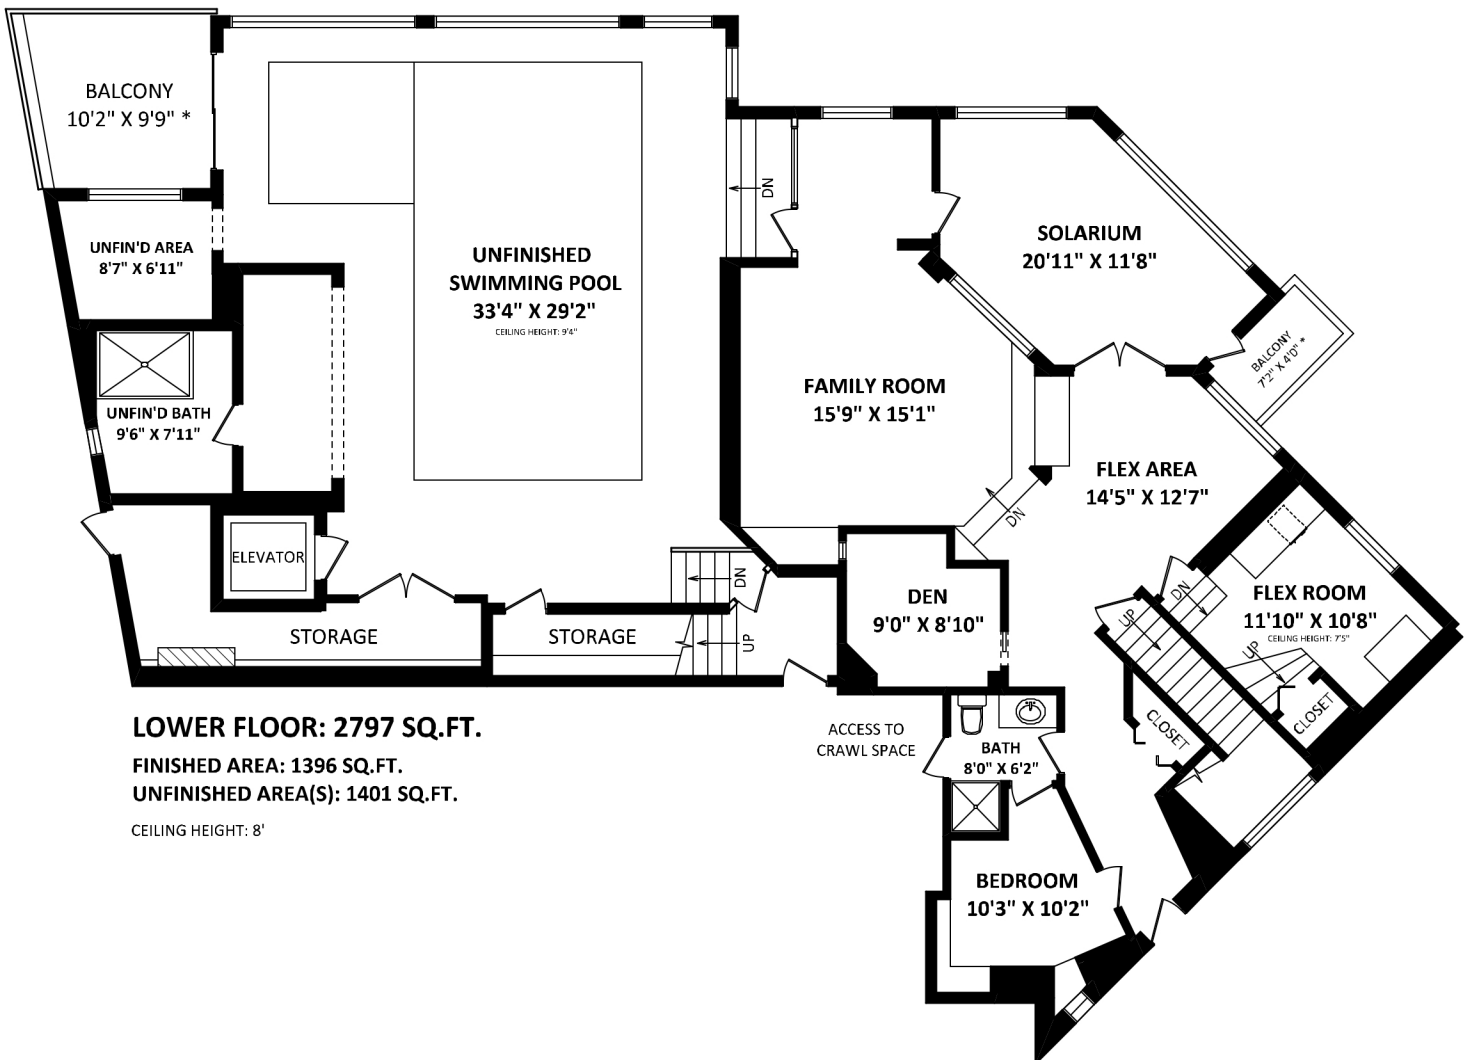 BALCONY
10'2" X 9'9" *
UNFIN'D AREA
8'7" X 6'11"
UNFINISHED
SWIMMING POOL
33'4" X 29'2"
CEILING HEIGHT: 9'4"
DN
SOLARIUM
20'11" X 11'8"
BALCONY
7'2" X 4'0" *
FAMILY ROOM
15'9" X 15'1"
UNFIN'D BATH
9'6" X 7'11"
FLEX AREA
14'5" X 12'7"
DN
ELEVATOR
DN
DEN
9'0" X 8'10"
DN
FLEX ROOM
11'10" X 10'8"
CEILING HEIGHT: 7'5"
STORAGE
STORAGE
UP
UP
UP
CLOSET
CLOSET
LOWER FLOOR: 2797 SQ.FT.
FINISHED AREA: 1396 SQ.FT.
UNFINISHED AREA(S): 1401 SQ.FT.
CEILING HEIGHT: 8'
ACCESS TO
CRAWL SPACE
BATH
8'0" X 6'2"
BEDROOM
10'3" X 10'2"